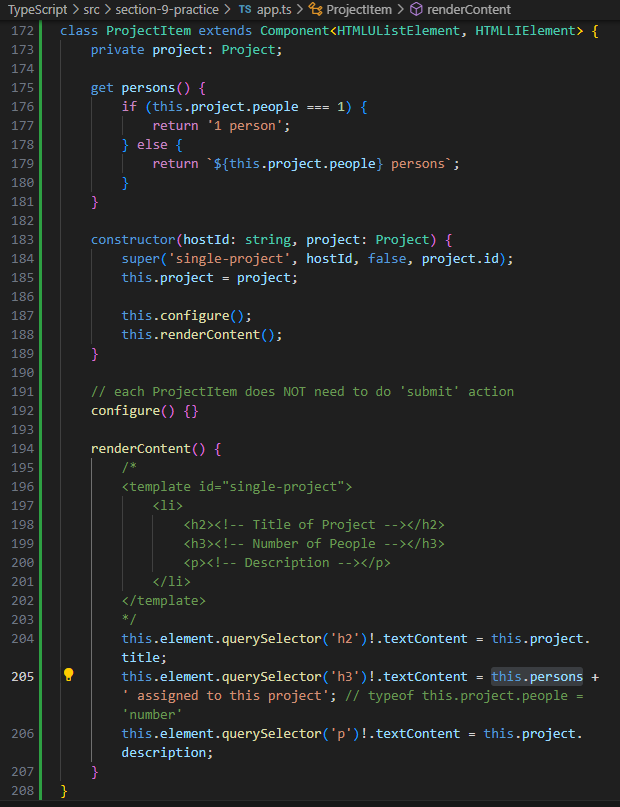 TypeScript > src > section-9-practice > TS app.ts > ProjectItem > renderContent
172 class ProjectItem extends Component<HTMLUListElement, HTMLLIElement> {
173     private project: Project;
174
175     get persons() {
176         if (this.project.people === 1) {
177             return '1 person';
178         } else {
179             return `${this.project.people} persons`;
180         }
181     }
182
183     constructor(hostId: string, project: Project) {
184         super('single-project', hostId, false, project.id);
185         this.project = project;
186
187         this.configure();
188         this.renderContent();
189     }
190
191     // each ProjectItem does NOT need to do 'submit' action
192     configure() {}
193
194     renderContent() {
195         /*
196         <template id="single-project">
197             <li>
198                 <h2><!-- Title of Project --></h2>
199                 <h3><!-- Number of People --></h3>
200                 <p><!-- Description --></p>
201             </li>
202         </template>
203         */
204         this.element.querySelector('h2')!.textContent = this.project.
title;
205         this.element.querySelector('h3')!.textContent = this.persons +
' assigned to this project'; // typeof this.project.people =
'number'
206         this.element.querySelector('p')!.textContent = this.project.
description;
207     }
208 }